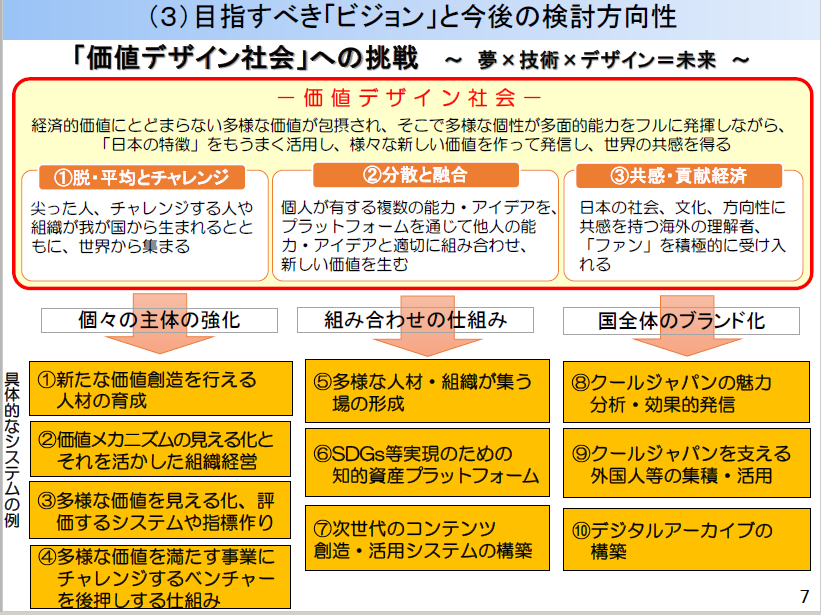 （３）目指すべき「ビジョン」と今後の検討方向性
「価値デザイン社会」への挑戦　～ 夢×技術×デザイン＝未来 ～
－価値デザイン社会－
経済的価値にとどまらない多様な価値が包摂され、そこで多様な個性が多面的能力をフルに発揮しながら、
「日本の特徴」をもうまく活用し、様々な新しい価値を作って発信し、世界の共感を得る
①脱・平均とチャレンジ
尖った人、チャレンジする人や
組織が我が国から生まれるとと
もに、世界から集まる
②分散と融合
個人が有する複数の能力・アイデアを、
プラットフォームを通じて他人の能
力・アイデアと適切に組み合わせ、
新しい価値を生む
③共感・貢献経済
日本の社会、文化、方向性に
共感を持つ海外の理解者、
「ファン」を積極的に受け入
れる
個々の主体の強化
組み合わせの仕組み
国全体のブランド化
具体的なシステムの例
①新たな価値創造を行える
人材の育成
②価値メカニズムの見える化と
それを活かした組織経営
③多様な価値を見える化、評
価するシステムや指標作り
④多様な価値を満たす事業に
チャレンジするベンチャー
を後押しする仕組み
⑤多様な人材・組織が集う
場の形成
⑥SDGs等実現のための
知的資産プラットフォーム
⑦次世代のコンテンツ
創造・活用システムの構築
⑧クールジャパンの魅力
分析・効果的発信
⑨クールジャパンを支える
外国人等の集積・活用
⑩デジタルアーカイブの
構築
7